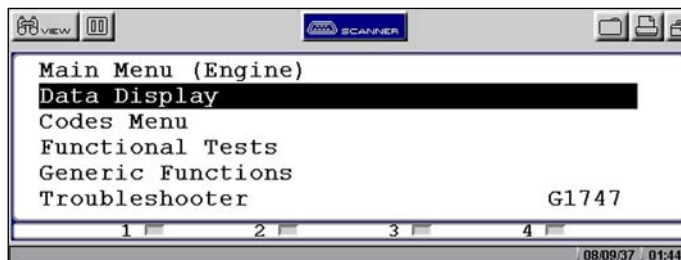 VIEW
SCANNER
Main Menu (Engine)
Data Display
Codes Menu
Functional Tests
Generic Functions
Troubleshooter G1747
1 2 3 4
08/09/37 01:44